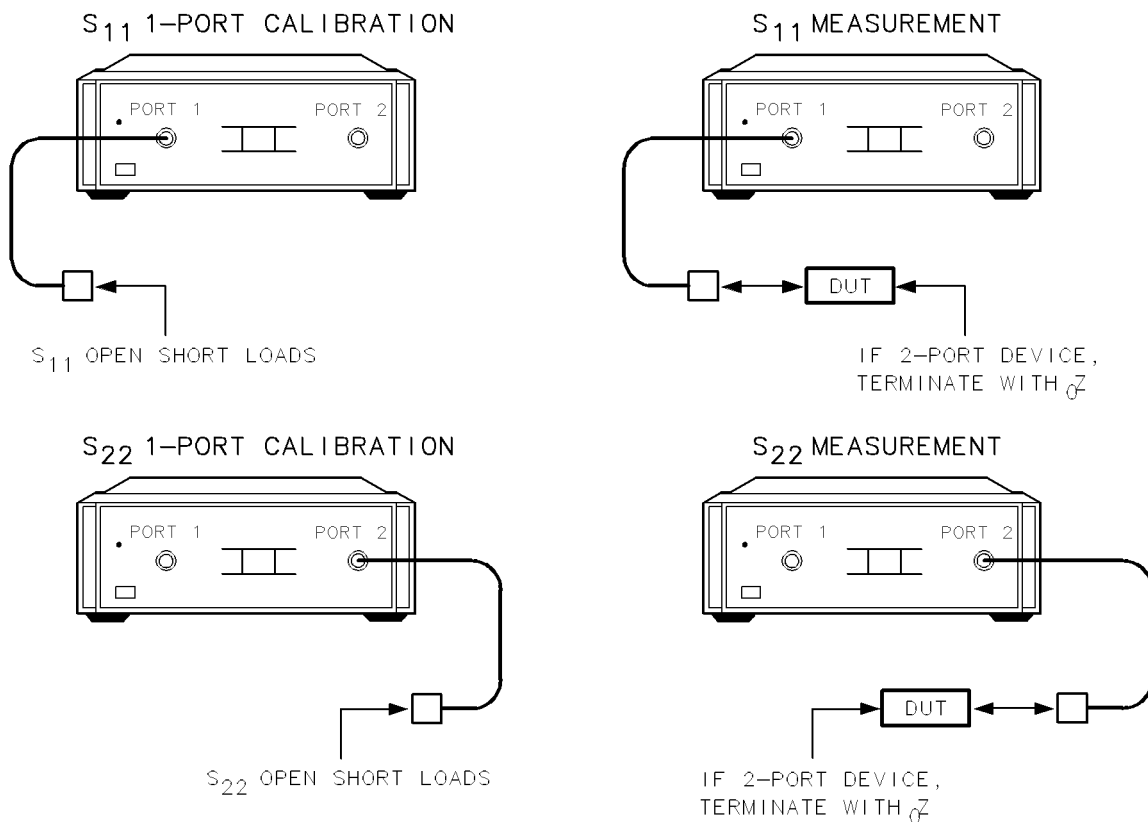 S11 1-PORT CALIBRATION
S11 MEASUREMENT
PORT 1
PORT 2
PORT 1
PORT 2
DUT
S11 OPEN SHORT LOADS
IF 2-PORT DEVICE,
TERMINATE WITH 0Z
S22 1-PORT CALIBRATION
S22 MEASUREMENT
PORT 1
PORT 2
PORT 1
PORT 2
DUT
S22 OPEN SHORT LOADS
IF 2-PORT DEVICE,
TERMINATE WITH 0Z